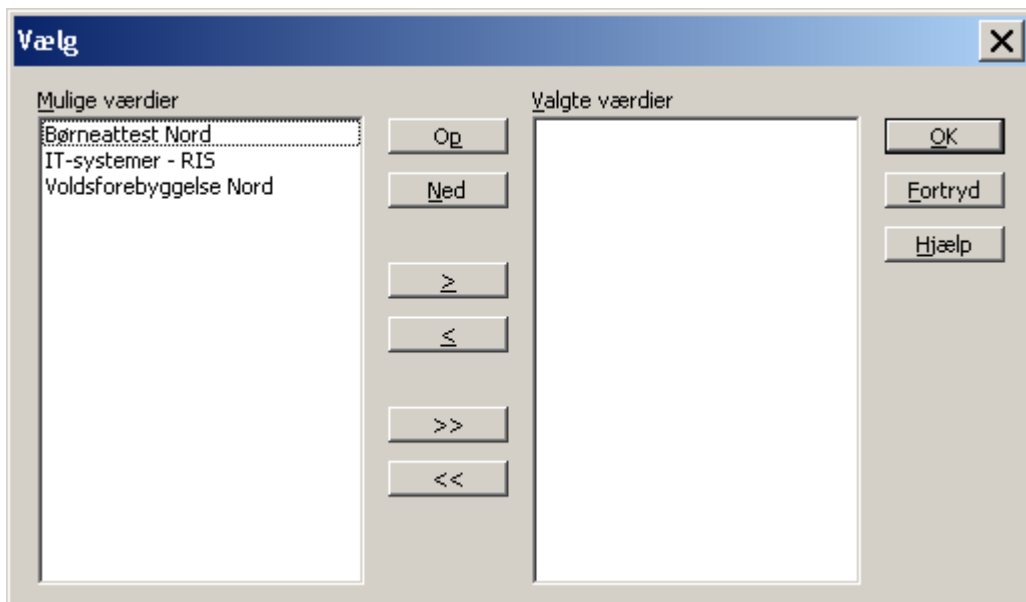 Vælg
Mulige værdier
Børneattest Nord
IT-systemer - RIS
Voldsforebyggelse Nord
Op
Ned
>
<
>>
<<
Valgte værdier
OK
Fortryd
Hjælp